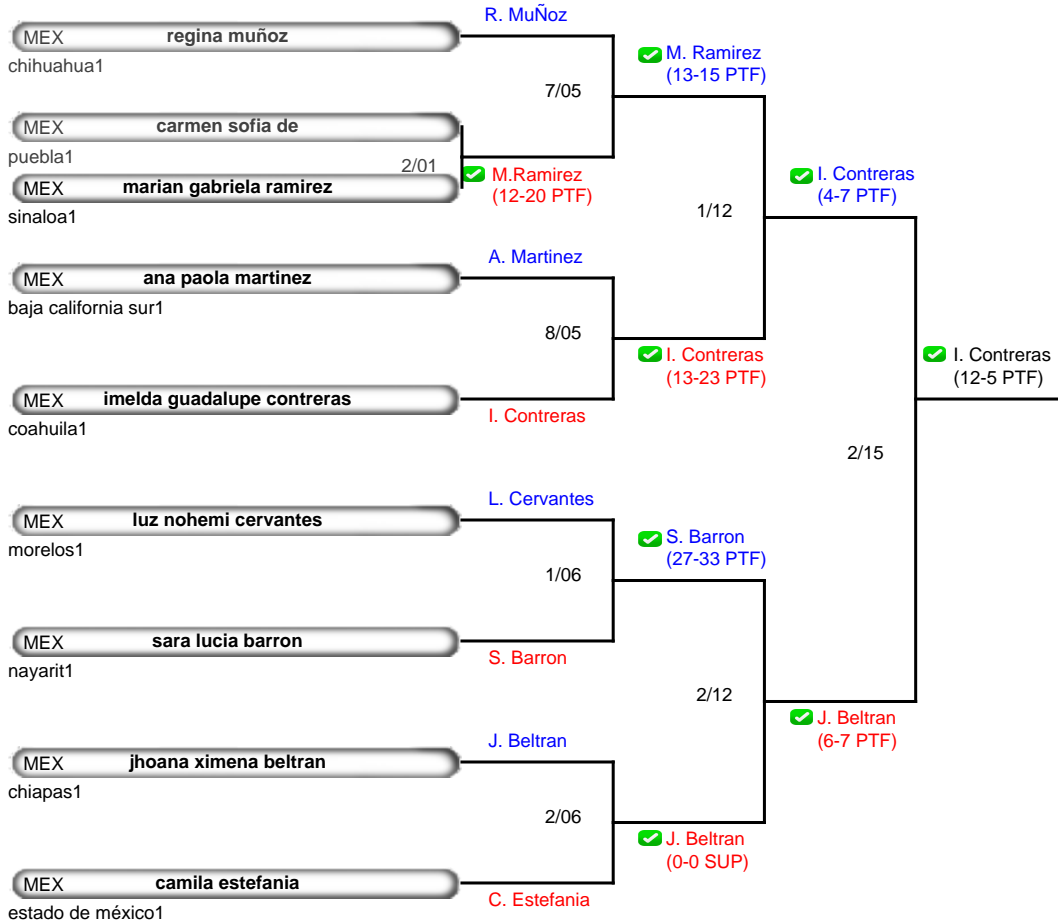 R. MuÑoz
MEX regina muñoz
chihuahua1
7/05
M. Ramirez
(13-15 PTF)
MEX carmen sofia de
puebla1
2/01
M.Ramirez
(12-20 PTF)
MEX marian gabriela ramirez
sinaloa1
1/12
I. Contreras
(4-7 PTF)
A. Martinez
MEX ana paola martinez
baja california sur1
8/05
I. Contreras
(13-23 PTF)
I. Contreras
(12-5 PTF)
MEX imelda guadalupe contreras
I. Contreras
coahuila1
2/15
L. Cervantes
MEX luz nohemi cervantes
morelos1
S. Barron
(27-33 PTF)
1/06
MEX sara lucia barron
S. Barron
nayarit1
2/12
J. Beltran
(6-7 PTF)
J. Beltran
MEX jhoana ximena beltran
chiapas1
2/06
J. Beltran
(0-0 SUP)
MEX camila estefania
C. Estefania
estado de méxico1